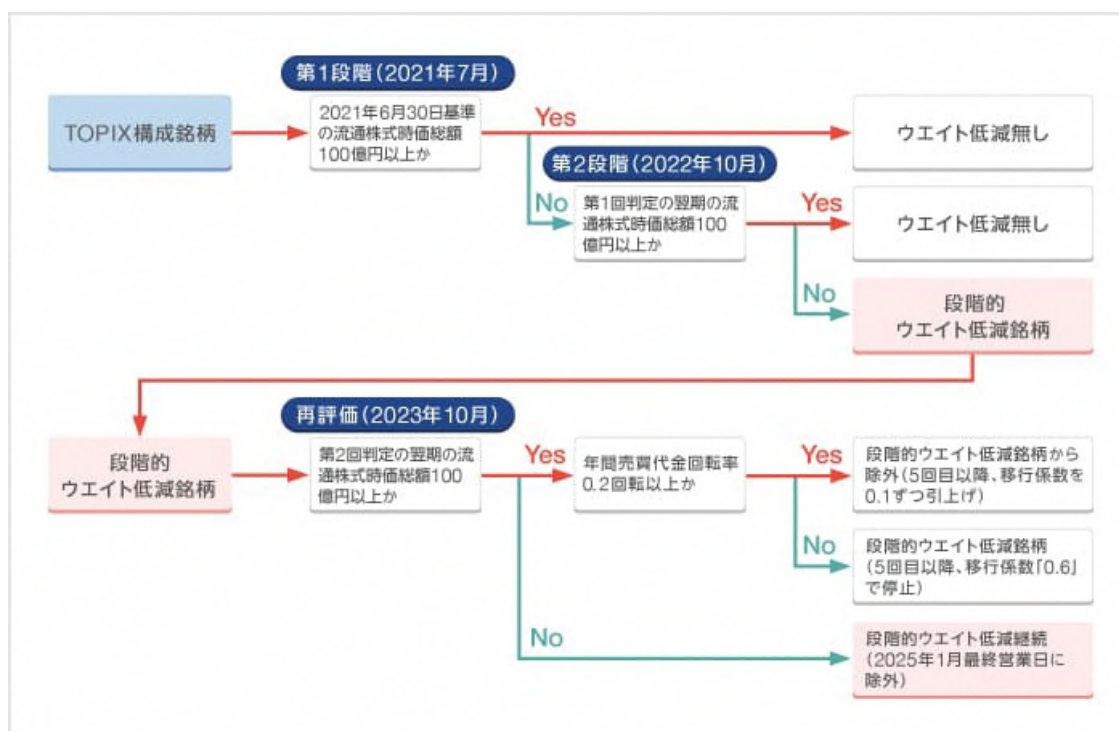 第1段階(2021年7月)
TOPIX構成銘柄
2021年6月30日基準
の流通株式時価総額
100億円以上か
Yes
ウエイト低減無し
第2段階(2022年10月)
No
第1回判定の翌期の流
通株式時価総額100
億円以上か
Yes
ウエイト低減無し
No
段階的
ウエイト低減銘柄
再評価(2023年10月)
段階的
ウエイト低減銘柄
第2回判定の翌期の流
通株式時価総額100
億円以上か
Yes
年間売買代金回転率
0.2回転以上か
Yes
段階的ウエイト低減銘柄から
除外(5回目以降、移行係数を
0.1ずつ引上げ)
No
段階的ウエイト低減銘柄
(5回目以降、移行係数「0.6」
で停止)
No
段階的ウエイト低減継続
(2025年1月最終営業日に
除外)